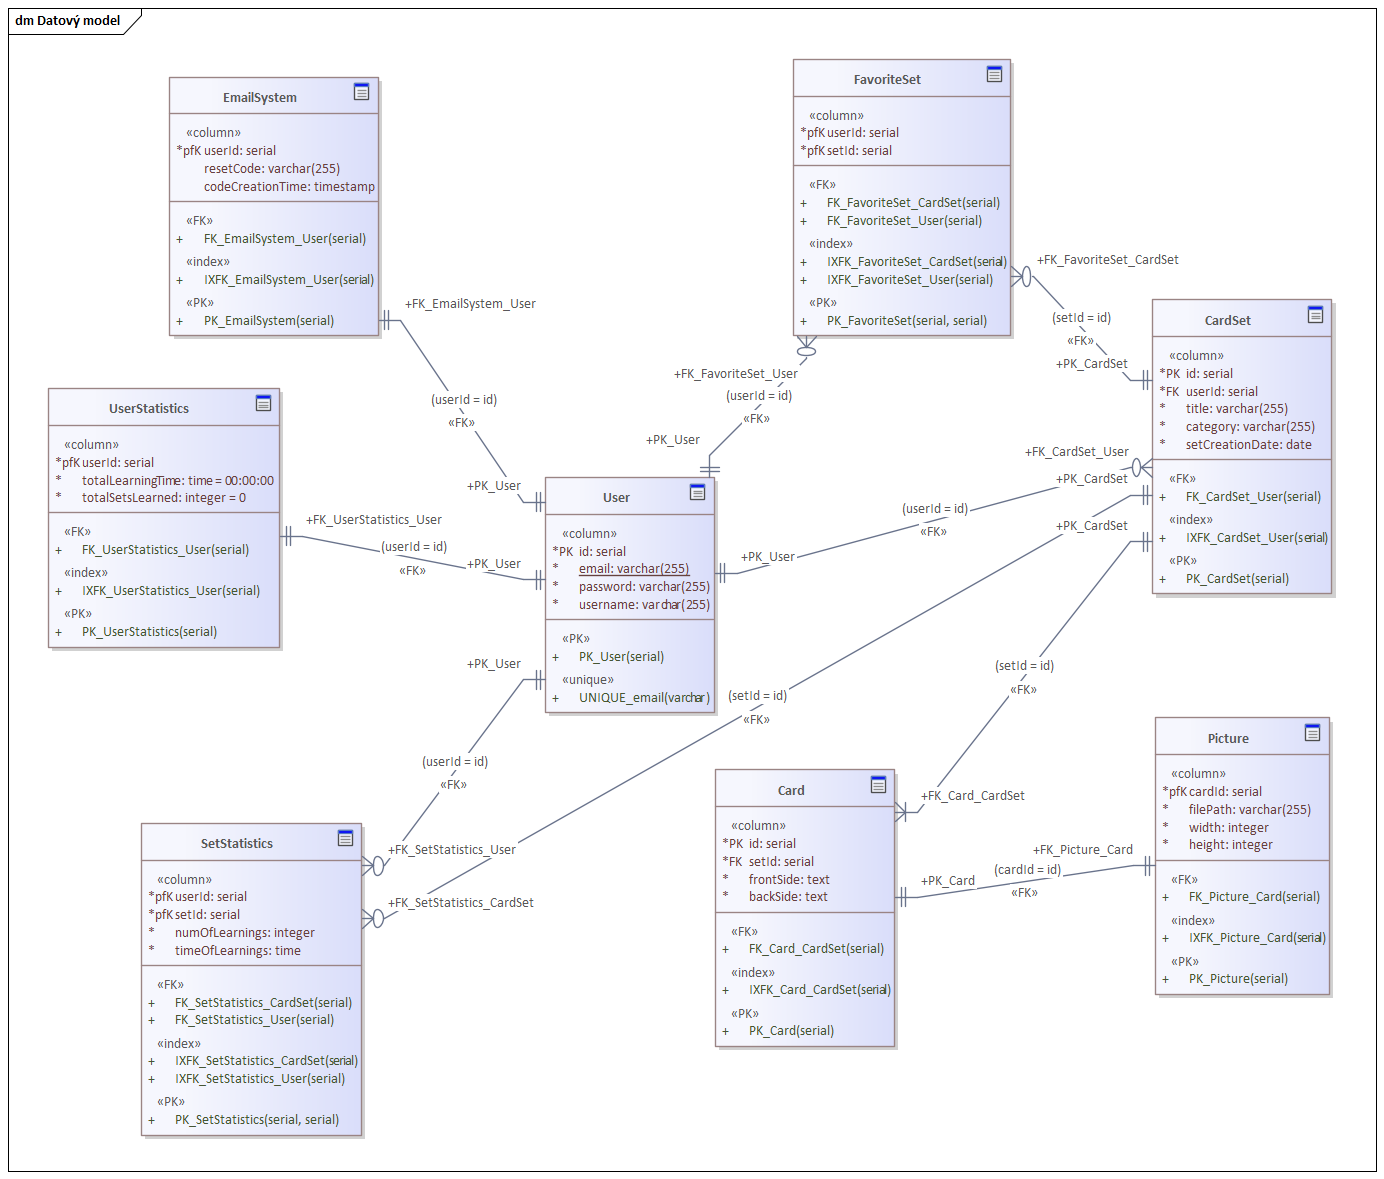 dm Datový model
EmailSystem
«column»
*pfK userId: serial
resetCode: varchar(255)
codeCreationTime: timestamp
«FK»
+ FK_EmailSystem_User(serial)
«index»
+ IXFK_EmailSystem_User(serial)
«PK»
+ PK_EmailSystem(serial)
FavoriteSet
«column»
*pfK userId: serial
*pfK setId: serial
«FK»
+ FK_FavoriteSet_CardSet(serial)
+ FK_FavoriteSet_User(serial)
«index»
+ IXFK_FavoriteSet_CardSet(serial)
+ IXFK_FavoriteSet_User(serial)
«PK»
+ PK_FavoriteSet(serial, serial)
+FK_FavoriteSet_CardSet
(setId = id)
«FK»
+PK_CardSet
CardSet
«column»
*PK id: serial
*FK userId: serial
* title: varchar(255)
* category: varchar(255)
* setCreationDate: date
«FK»
+ FK_CardSet_User(serial)
«index»
+ IXFK_CardSet_User(serial)
«PK»
+ PK_CardSet(serial)
+FK_EmailSystem_User
(userId = id)
«FK»
+PK_User
+FK_FavoriteSet_User
(userId = id)
«FK»
+PK_User
UserStatistics
«column»
*pfK userId: serial
* totalLearningTime: time = 00:00:00
* totalSetsLearned: integer = 0
«FK»
+ FK_UserStatistics_User(serial)
«index»
+ IXFK_UserStatistics_User(serial)
«PK»
+ PK_UserStatistics(serial)
+FK_UserStatistics_User
(userId = id)
«FK»
+PK_User
User
«column»
*PK id: serial
* email: varchar(255)
* password: varchar(255)
* username: varchar(255)
«PK»
+ PK_User(serial)
«unique»
+ UNIQUE_email(varchar)
+FK_CardSet_User
+PK_CardSet
(userId = id)
«FK»
+PK_CardSet
+PK_User
+PK_User
(userId = id)
«FK»
+FK_SetStatistics_User
(setId = id)
«FK»
+FK_SetStatistics_CardSet
(setId = id)
«FK»
+FK_Card_CardSet
SetStatistics
«column»
*pfK userId: serial
*pfK setId: serial
* numOfLearnings: integer
* timeOfLearnings: time
«FK»
+ FK_SetStatistics_CardSet(serial)
+ FK_SetStatistics_User(serial)
«index»
+ IXFK_SetStatistics_CardSet(serial)
+ IXFK_SetStatistics_User(serial)
«PK»
+ PK_SetStatistics(serial, serial)
Card
«column»
*PK id: serial
*FK setId: serial
* frontSide: text
* backSide: text
«FK»
+ FK_Card_CardSet(serial)
«index»
+ IXFK_Card_CardSet(serial)
«PK»
+ PK_Card(serial)
+FK_Picture_Card
(cardId = id)
+PK_Card
«FK»
Picture
«column»
*pfK cardId: serial
* filePath: varchar(255)
* width: integer
* height: integer
«FK»
+ FK_Picture_Card(serial)
«index»
+ IXFK_Picture_Card(serial)
«PK»
+ PK_Picture(serial)